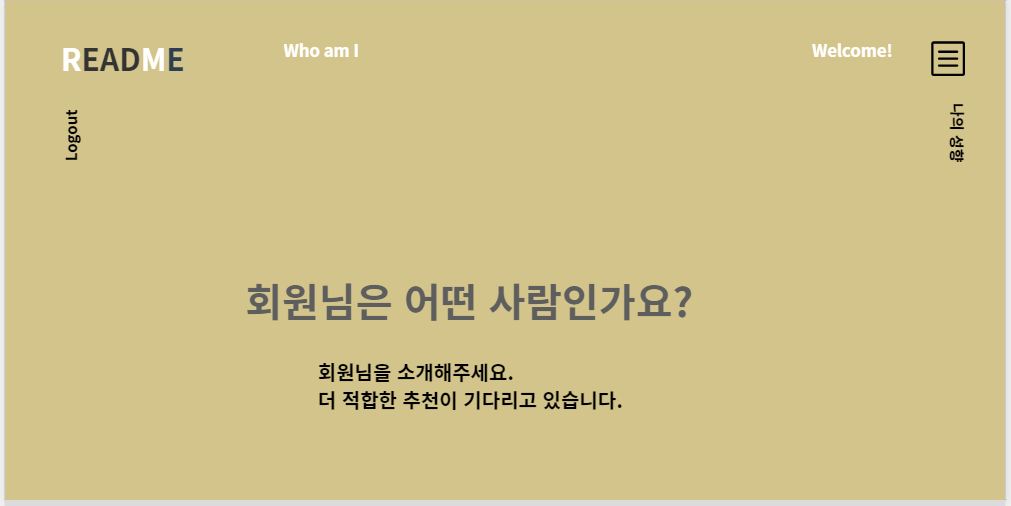 README
Who am I
Welcome!
Logout
나의 성향
회원님은 어떤 사람인가요?
회원님을 소개해주세요.
더 적합한 추천이 기다리고 있습니다.